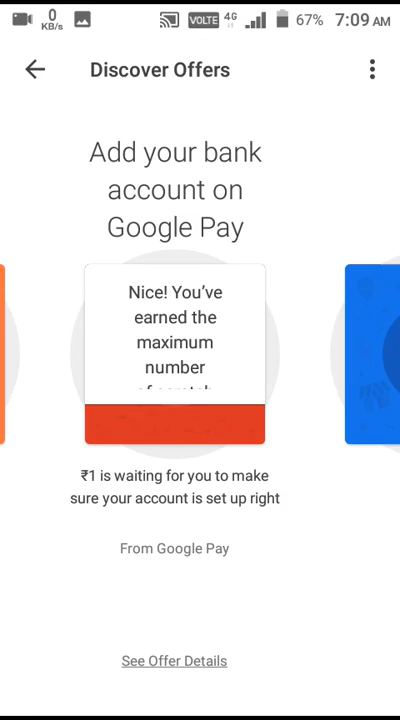 0 KB/s VOLTE 4G 67% 7:09 AM
Discover Offers
Add your bank
account on
Google Pay
Nice! You've
earned the
maximum
number
of scratch
₹1 is waiting for you to make
sure your account is set up right
From Google Pay
See Offer Details